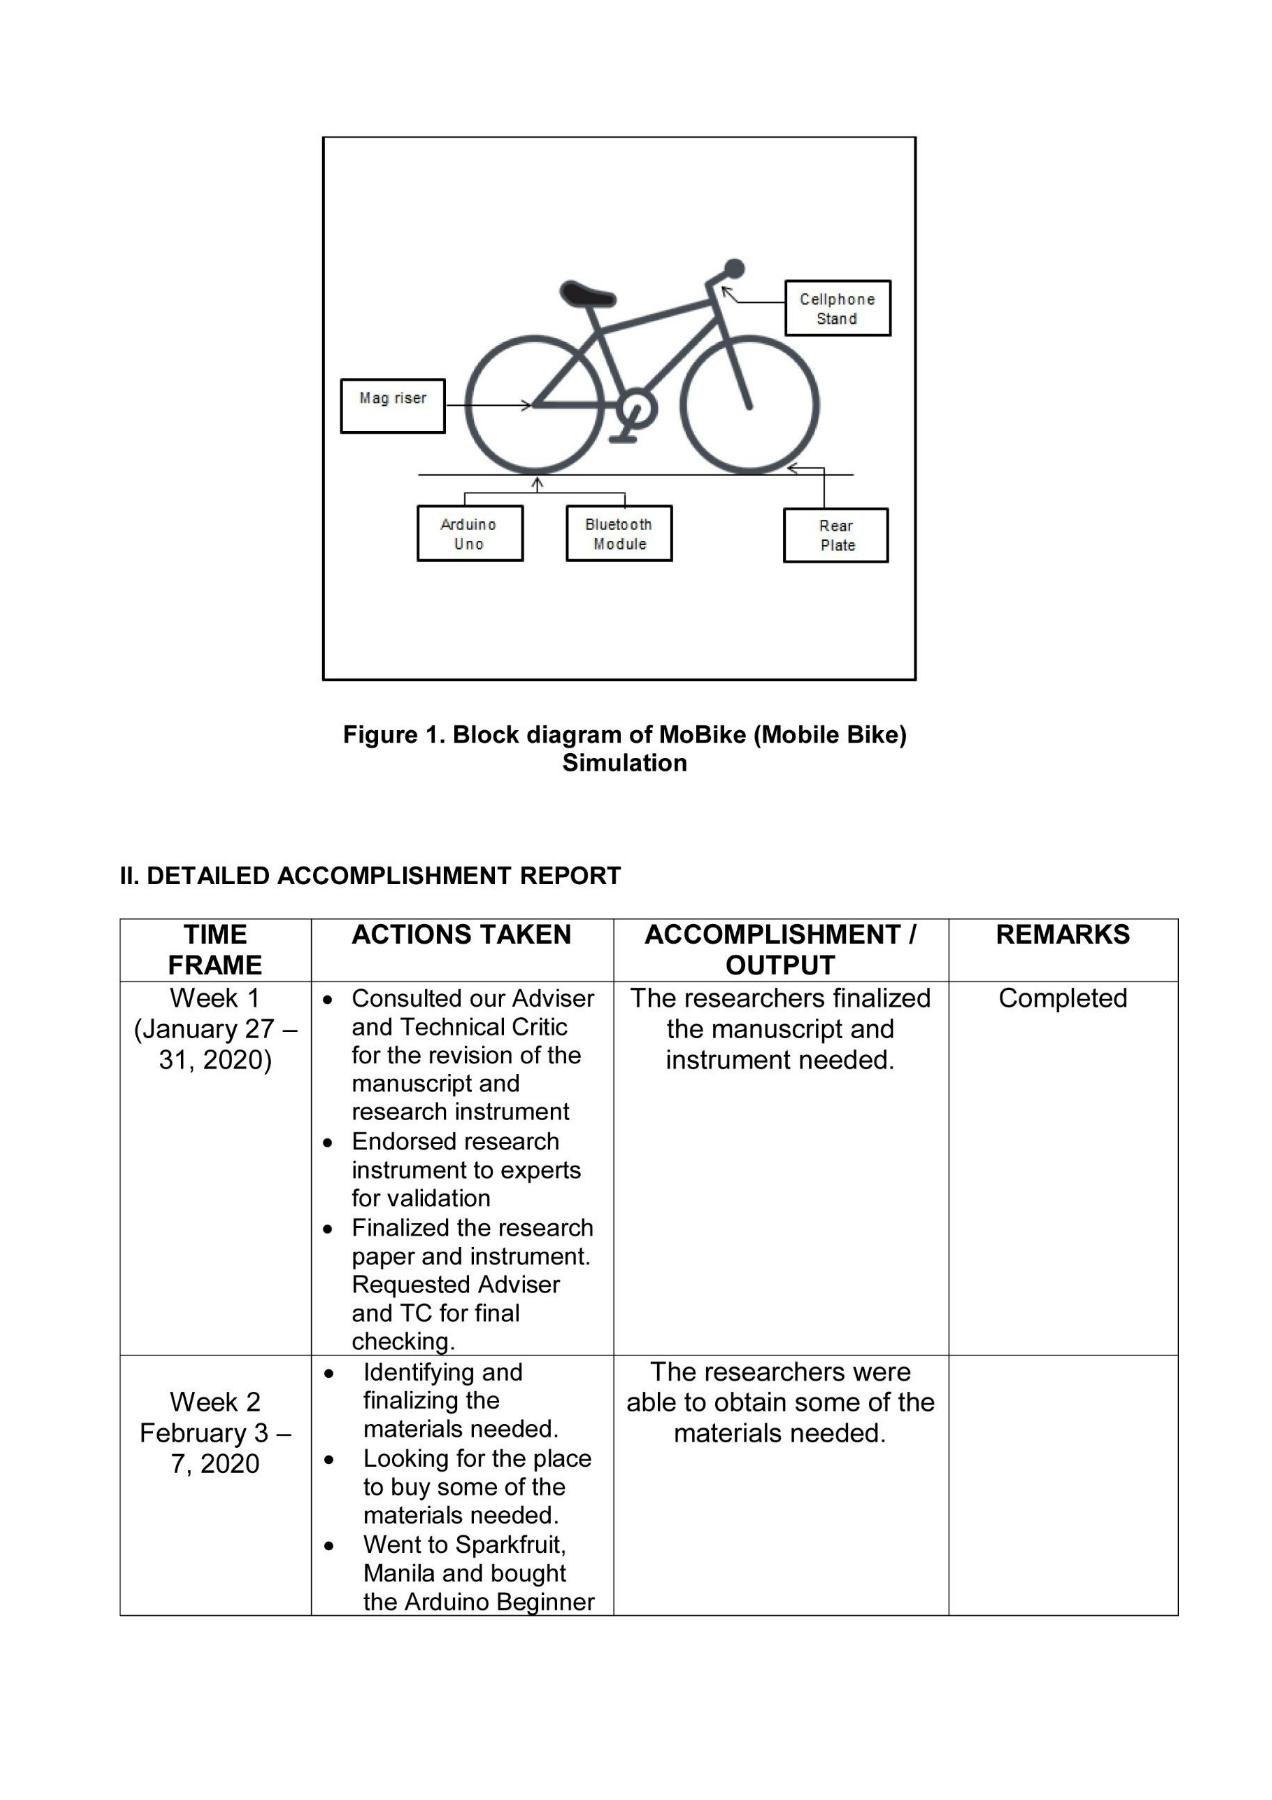 Cellphone
Stand
Mag riser
Arduino
Uno
Bluetooth
Module
Rear
Plate
Figure 1. Block diagram of MoBike (Mobile Bike)
Simulation
II. DETAILED ACCOMPLISHMENT REPORT
TIME
FRAME
ACTIONS TAKEN
ACCOMPLISHMENT /
OUTPUT
REMARKS
Week 1
(January 27 –
31, 2020)
• Consulted our Adviser
and Technical Critic
for the revision of the
manuscript and
research instrument
• Endorsed research
instrument to experts
for validation
• Finalized the research
paper and instrument.
Requested Adviser
and TC for final
checking.
The researchers finalized
the manuscript and
instrument needed.
Completed
Week 2
February 3 –
7, 2020
• Identifying and
finalizing the
materials needed.
• Looking for the place
to buy some of the
materials needed.
• Went to Sparkfruit,
Manila and bought
the Arduino Beginner
The researchers were
able to obtain some of the
materials needed.